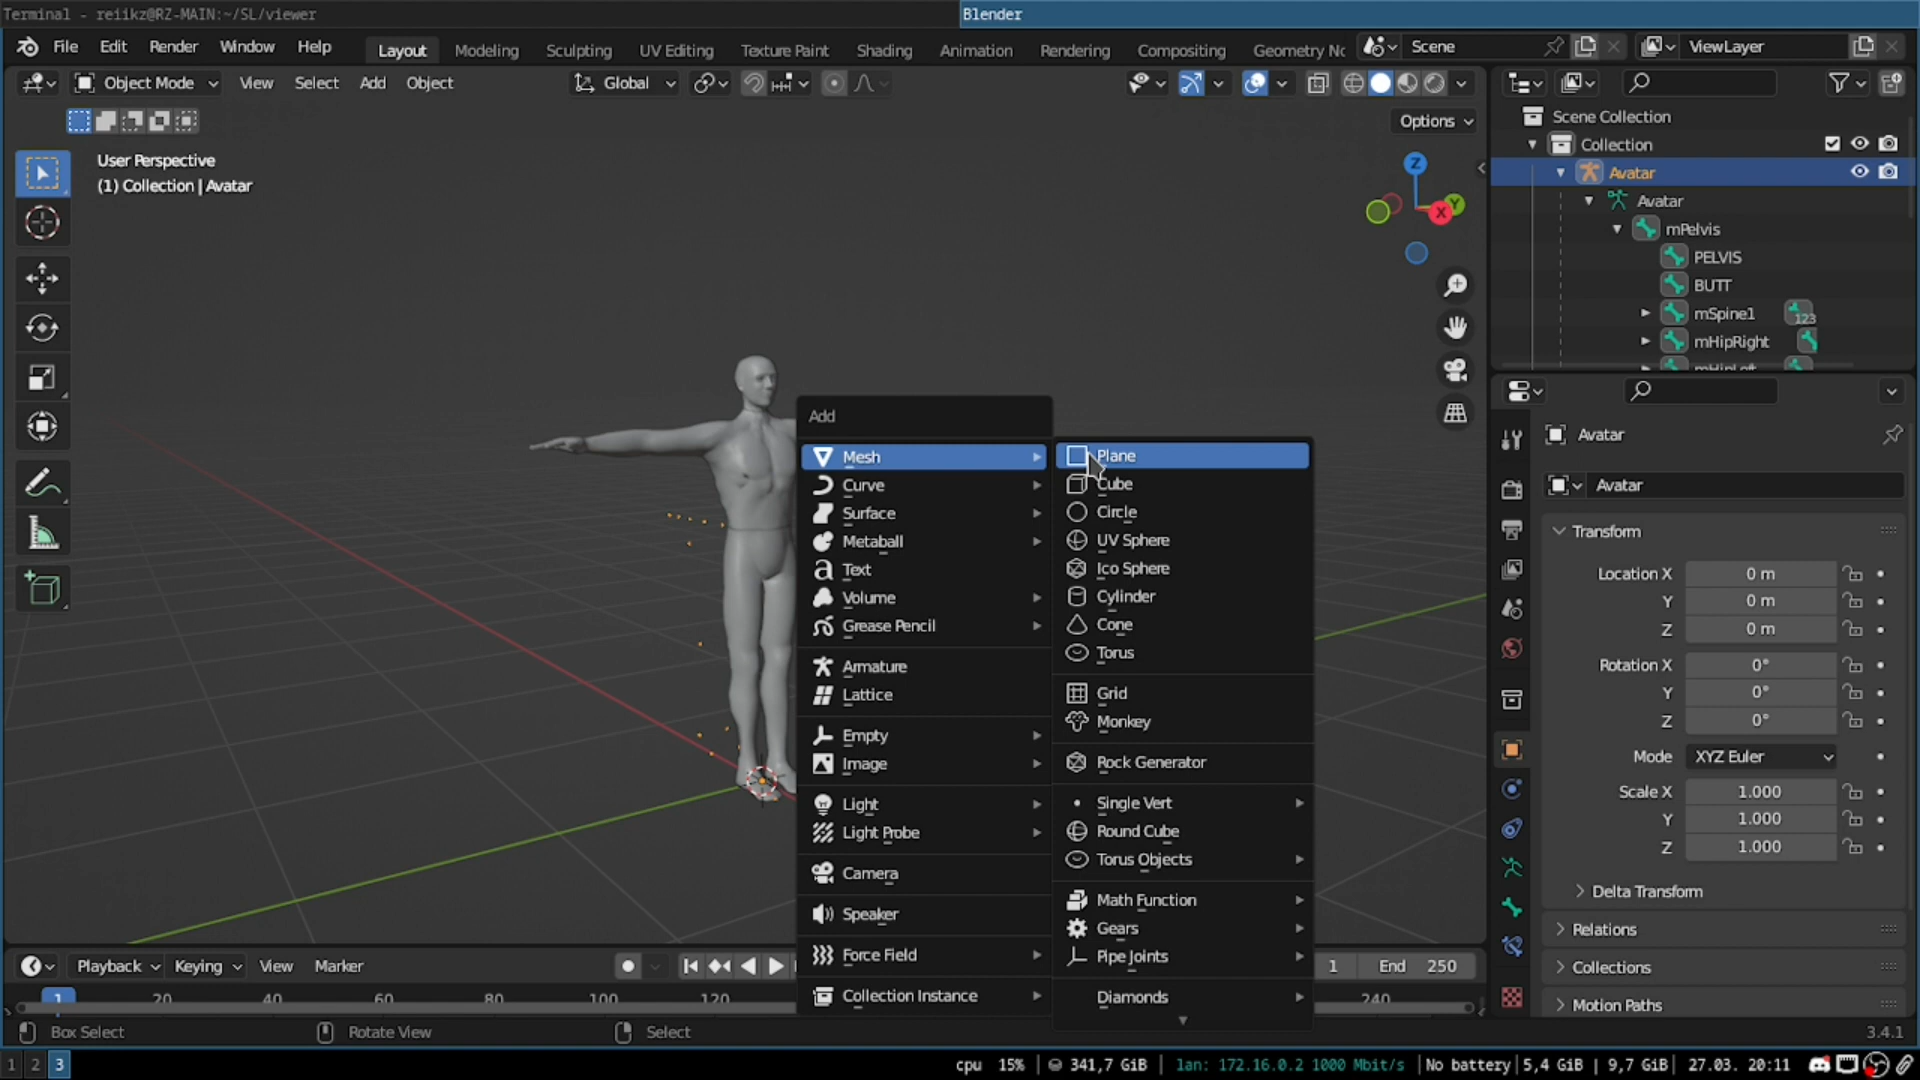 Terminal - reiikz@RZ-MAIN:~/SL/viewer
Blender
File Edit Render Window Help
Layout Modeling Sculpting UV Editing Texture Paint Shading Animation Rendering Compositing Geometry No
Scene
ViewLayer
Object Mode View Select Add Object
Global
Options
User Perspective
(1) Collection | Avatar
Z
Y
X
Scene Collection
Collection
Avatar
Avatar
mPelvis
PELVIS
BUTT
mSpine1
123
mHipRight
mHipLeft
Add
Mesh
Curve
Surface
Metaball
Text
Volume
Grease Pencil
Armature
Lattice
Empty
Image
Light
Light Probe
Camera
Speaker
Force Field
Collection Instance
Plane
Cube
Circle
UV Sphere
Ico Sphere
Cylinder
Cone
Torus
Grid
Monkey
Rock Generator
Single Vert
Round Cube
Torus Objects
Math Function
Gears
Pipe Joints
Diamonds
Avatar
Avatar
Transform
Location X 0 m
Y 0 m
Z 0 m
Rotation X 0°
Y 0°
Z 0°
Mode XYZ Euler
Scale X 1.000
Y 1.000
Z 1.000
Delta Transform
Relations
Collections
Motion Paths
Playback Keying View Marker
1 End 250
1 20 40 60 80 100 120 240
Box Select Rotate View Select
3.4.1
1 2 3
cpu 15% | 341,7 GiB | lan: 172.16.0.2 1000 Mbit/s | No battery | 5,4 GiB | 9,7 GiB | 27.03. 20:11